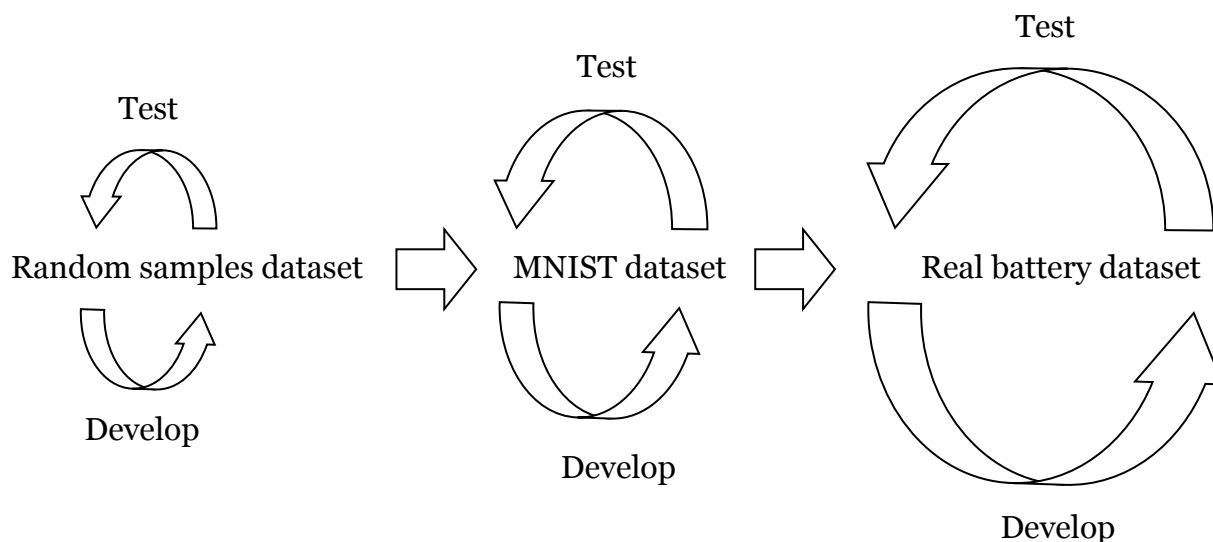 Test
Random samples dataset
Develop
Test
MNIST dataset
Develop
Test
Real battery dataset
Develop